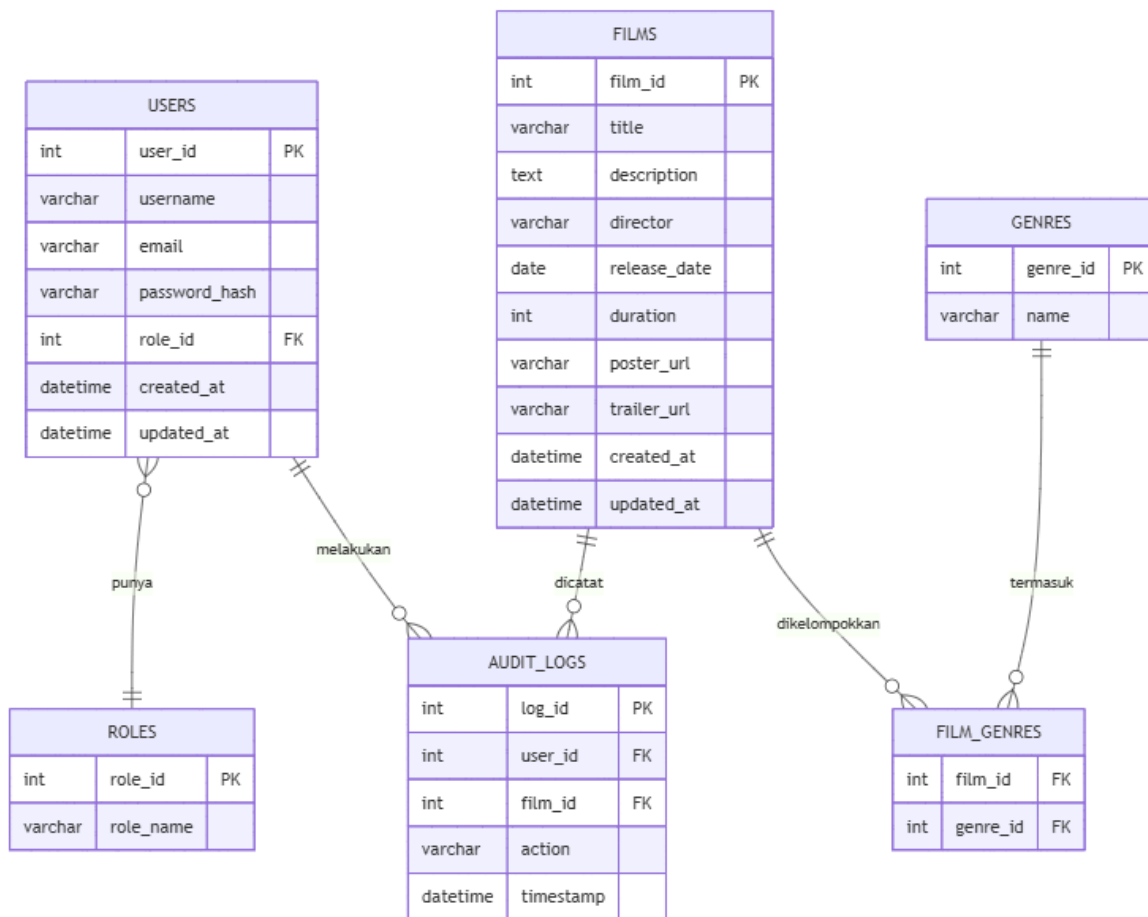 USERS
int user_id PK
varchar username
varchar email
varchar password_hash
int role_id FK
datetime created_at
datetime updated_at
FILMS
int film_id PK
varchar title
text description
varchar director
date release_date
int duration
varchar poster_url
varchar trailer_url
datetime created_at
datetime updated_at
GENRES
int genre_id PK
varchar name
punya
melakukan
dicatat
dikelompokkan
termasuk
ROLES
int role_id PK
varchar role_name
AUDIT_LOGS
int log_id PK
int user_id FK
int film_id FK
varchar action
datetime timestamp
FILM_GENRES
int film_id FK
int genre_id FK